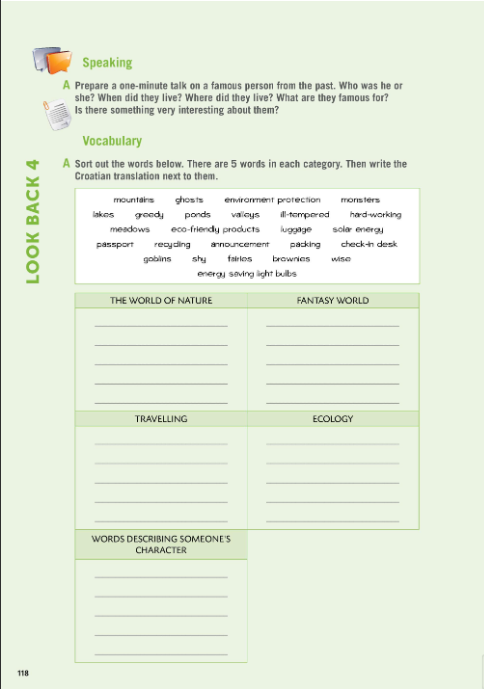 Speaking
A Prepare a one-minute talk on a famous person from the past. Who was he or
she? When did they live? Where did they live? What are they famous for?
Is there something very interesting about them?
Vocabulary
A Sort out the words below. There are 5 words in each category. Then write the
Croatian translation next to them.
LOOK BACK 4
mountains ghosts environment protection monsters
lakes greedy ponds valleys ill-tempered hard-working
meadows eco-friendly products luggage solar energy
passport recycling announcement packing check-in desk
goblins shy fairies brownies wise
energy saving light bulbs
THE WORLD OF NATURE FANTASY WORLD
TRAVELLING ECOLOGY
WORDS DESCRIBING SOMEONE'S
CHARACTER
118